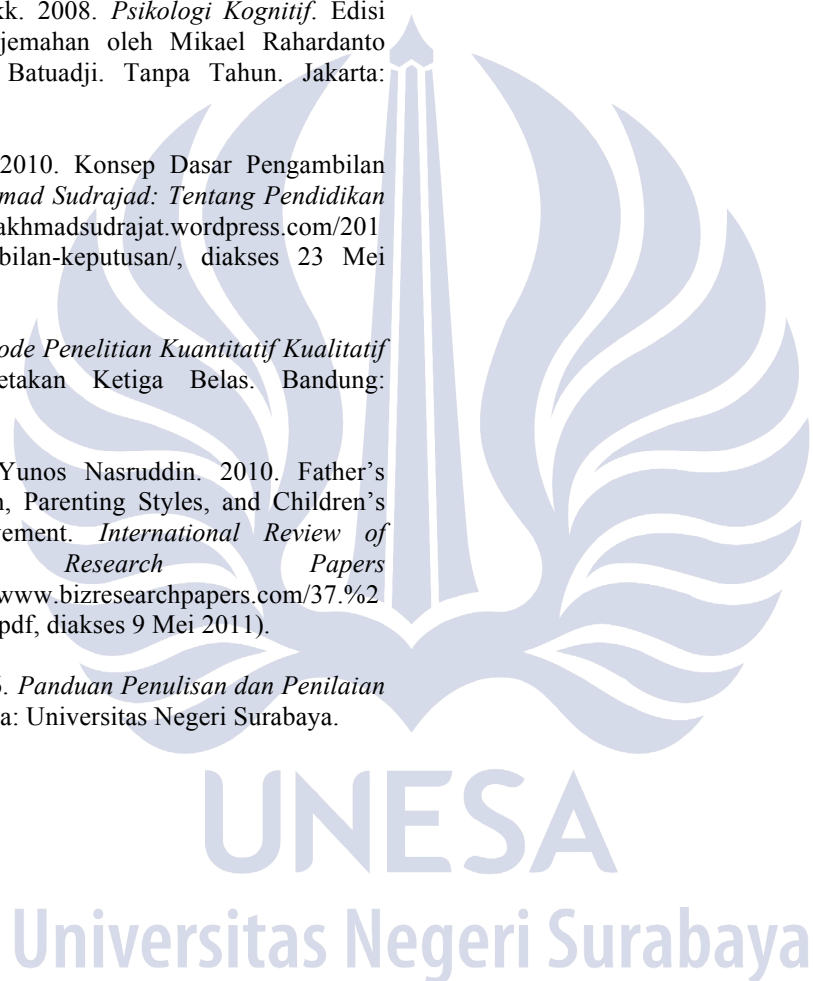 kk. 2008. Psikologi Kognitif. Edisi
jemahan oleh Mikael Rahardanto
Batuadji. Tanpa Tahun. Jakarta:
2010. Konsep Dasar Pengambilan
mad Sudrajad: Tentang Pendidikan
akhmadsudrajat.wordpress.com/201
bilan-keputusan/, diakses 23 Mei
ode Penelitian Kuantitatif Kualitatif
etakan Ketiga Belas. Bandung:
Yunos Nasruddin. 2010. Father's
n, Parenting Styles, and Children's
vement. International Review of
Research Papers
www.bizresearchpapers.com/37.%2
pdf, diakses 9 Mei 2011).
. Panduan Penulisan dan Penilaian
a: Universitas Negeri Surabaya.
UNESA
Universitas Negeri Surabaya